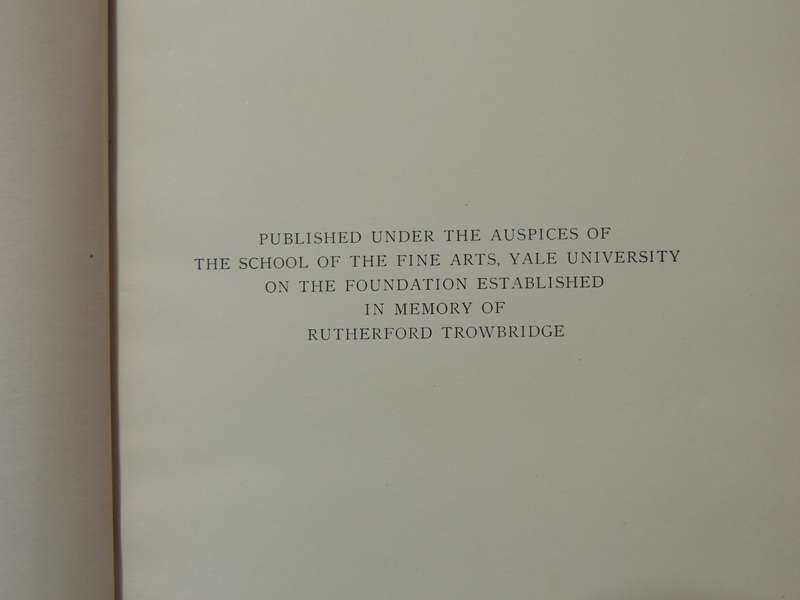 PUBLISHED UNDER THE AUSPICES OF
THE SCHOOL OF THE FINE ARTS, YALE UNIVERSITY
ON THE FOUNDATION ESTABLISHED
IN MEMORY OF
RUTHERFORD TROWBRIDGE